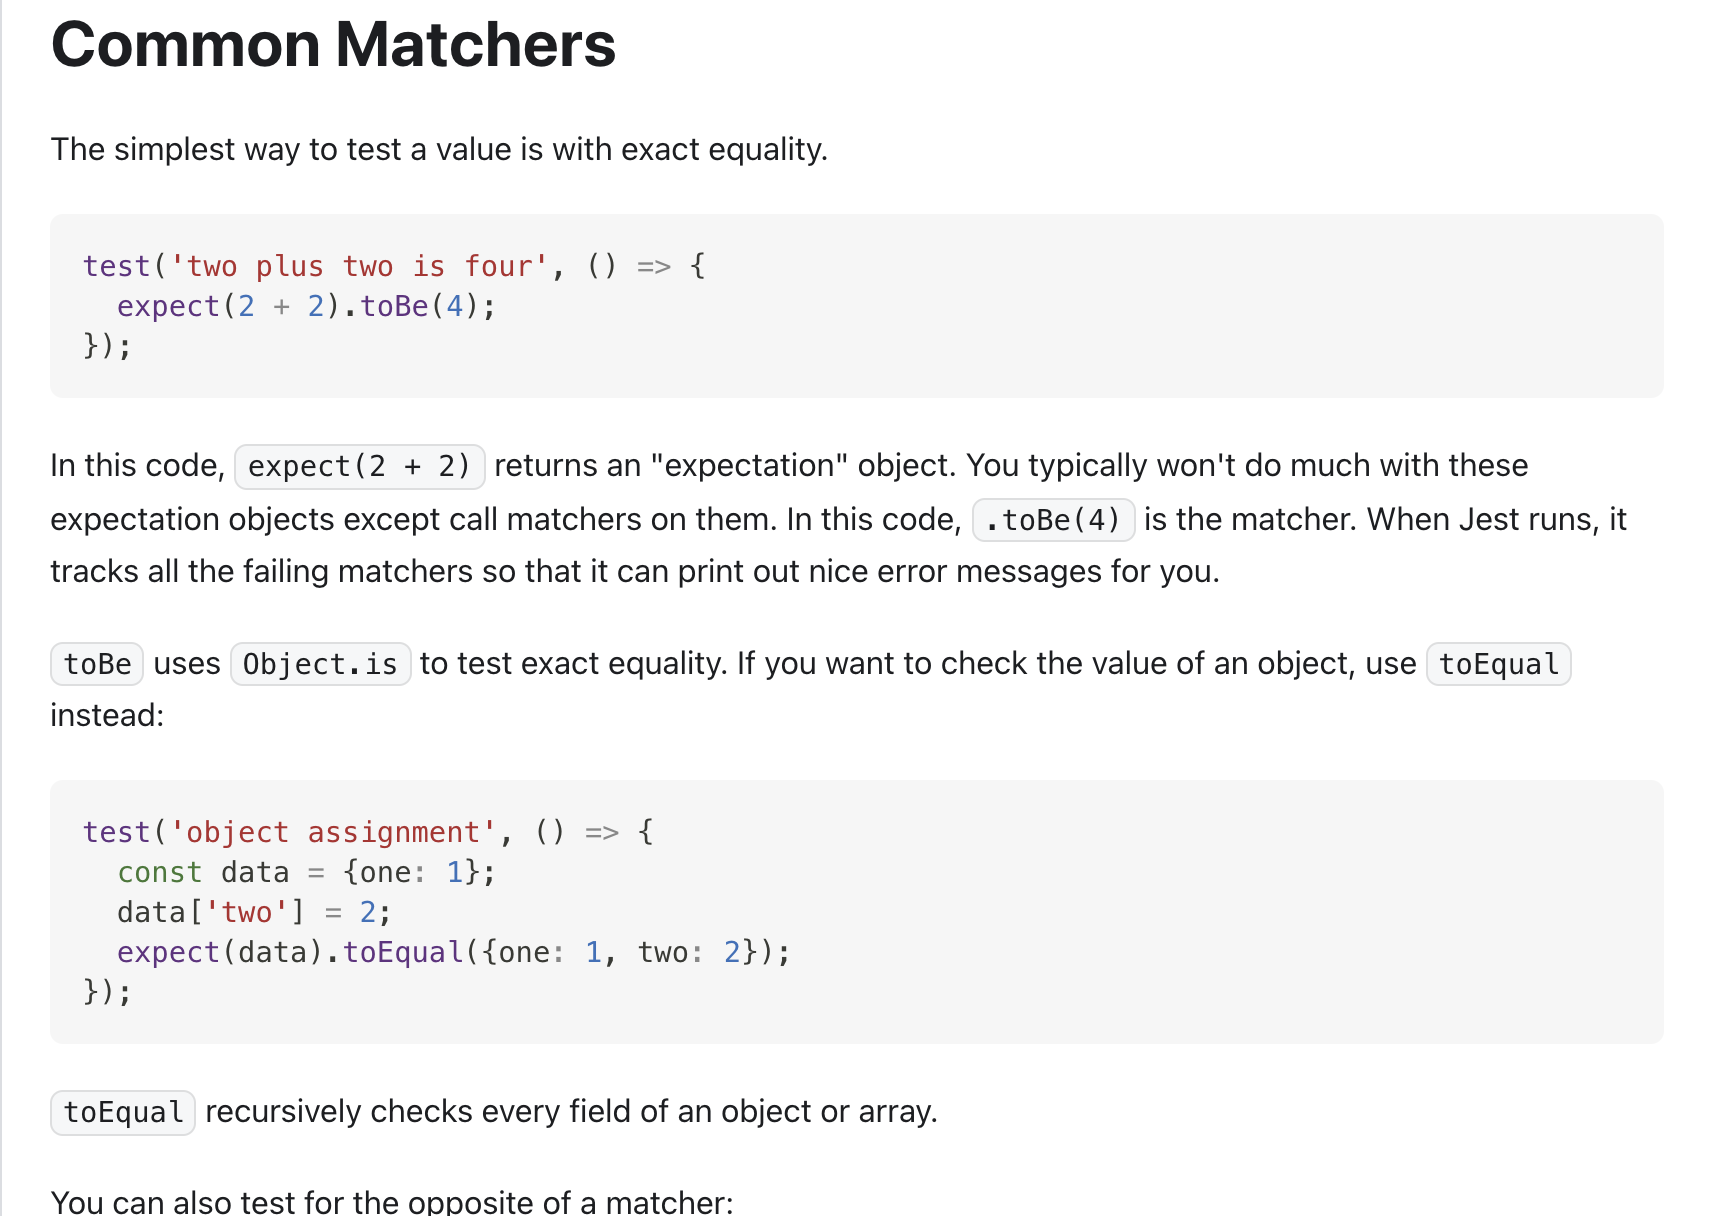 Common Matchers
The simplest way to test a value is with exact equality.
test('two plus two is four', () => {
  expect(2 + 2).toBe(4);
});
In this code, expect(2 + 2) returns an "expectation" object. You typically won't do much with these
expectation objects except call matchers on them. In this code, .toBe(4) is the matcher. When Jest runs, it
tracks all the failing matchers so that it can print out nice error messages for you.
toBe uses Object.is to test exact equality. If you want to check the value of an object, use toEqual
instead:
test('object assignment', () => {
  const data = {one: 1};
  data['two'] = 2;
  expect(data).toEqual({one: 1, two: 2});
});
toEqual recursively checks every field of an object or array.
You can also test for the opposite of a matcher: